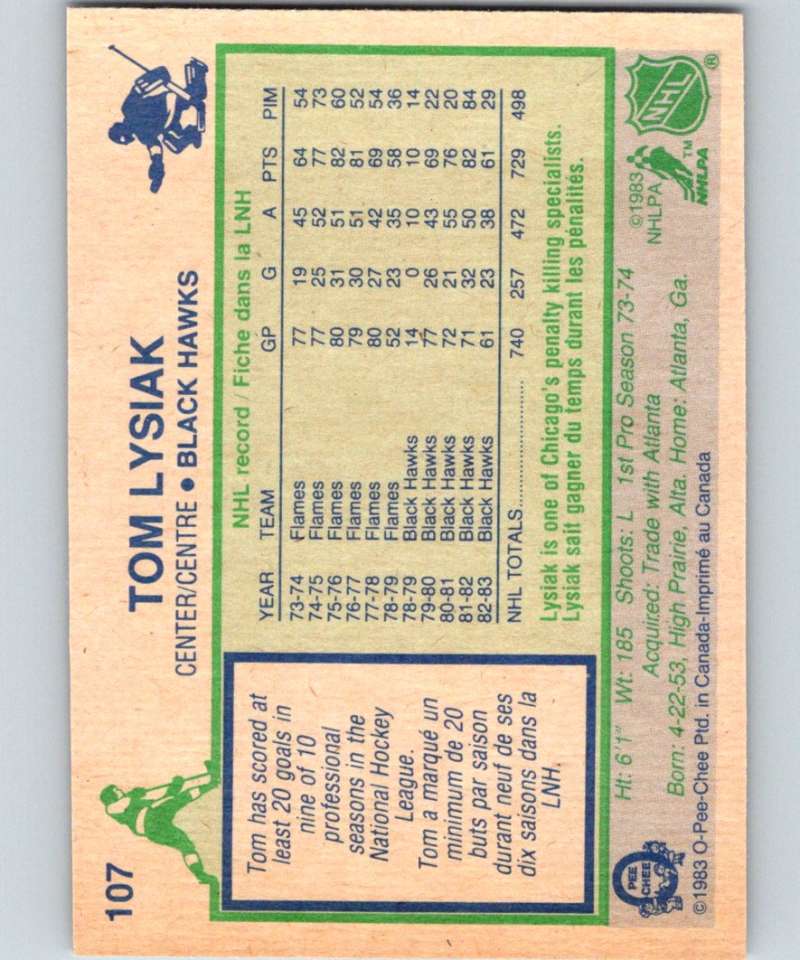 107
TOM LYSIAK
CENTER/CENTRE • BLACK HAWKS
Tom has scored at
least 20 goals in
nine of 10
professional
seasons in the
National Hockey
League.
Tom a marqué un
minimum de 20
buts par saison
durant neuf de ses
dix saisons dans la
LNH.
NHL record / Fiche dans la LNH
YEAR TEAM GP G A PTS PIM
73-74 Flames 77 19 45 64 54
74-75 Flames 77 25 52 77 73
75-76 Flames 80 31 51 82 60
76-77 Flames 79 30 51 81 52
77-78 Flames 80 27 42 69 54
78-79 Flames 52 23 35 58 36
78-79 Black Hawks 14 0 10 10 14
79-80 Black Hawks 77 26 43 69 22
80-81 Black Hawks 72 21 55 76 20
81-82 Black Hawks 71 32 50 82 84
82-83 Black Hawks 61 23 38 61 29
NHL TOTALS.................... 740 257 472 729 498
Lysiak is one of Chicago's penalty killing specialists.
Lysiak sait gagner du temps durant les pénalités.
Ht: 6'1" Wt: 185 Shoots: L 1st Pro Season 73-74
Acquired: Trade with Atlanta
Born: 4-22-53, High Prairie, Alta. Home: Atlanta, Ga.
©1983 O-Pee-Chee Ptd. in Canada-Imprimé au Canada
O PEE CHEE
©1983
NHLPA
NHLPA
TM
NHL
®